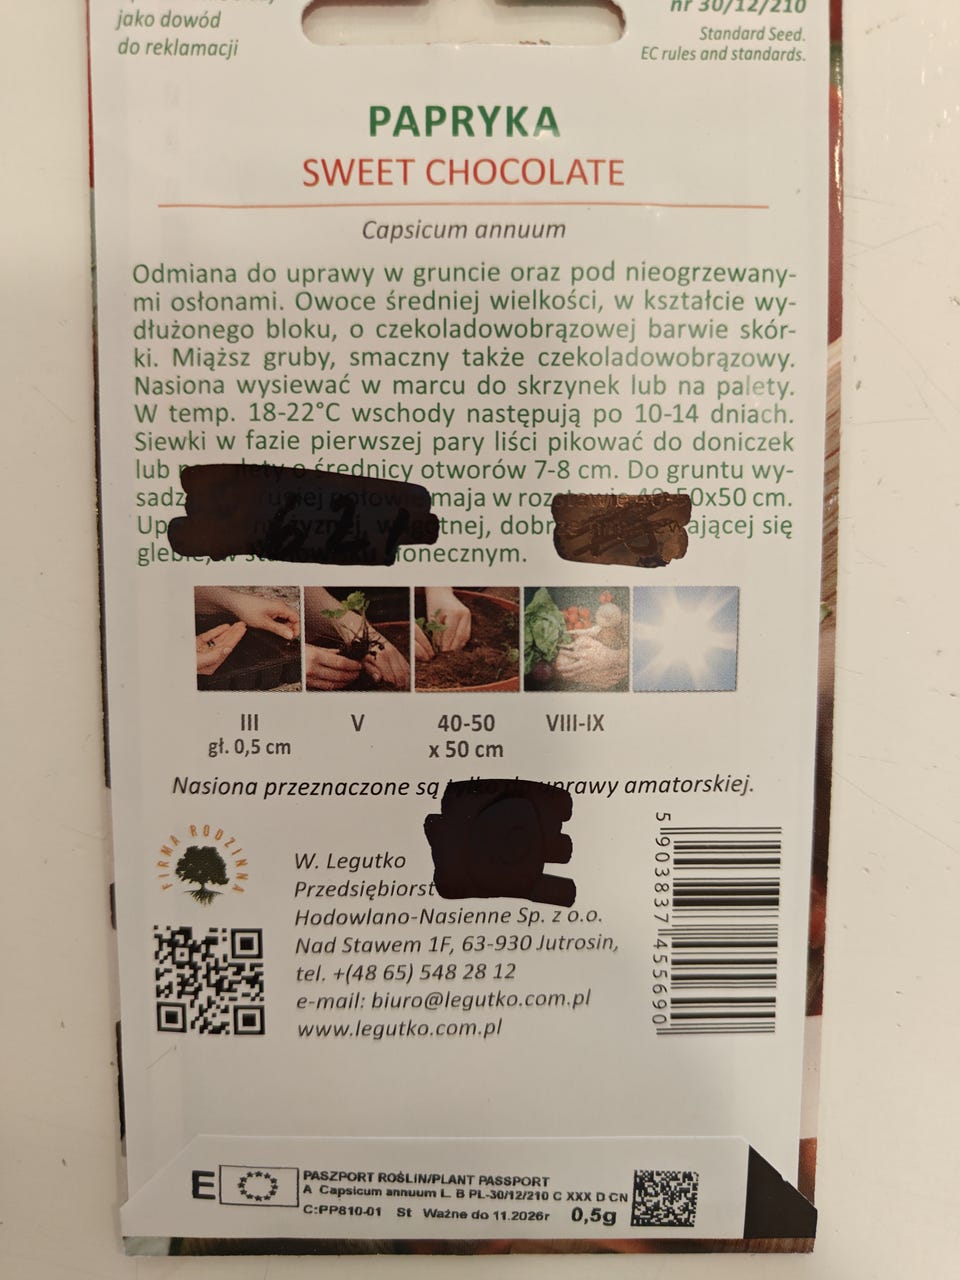 jako dowód
do reklamacji
nr 30/12/210
Standard Seed.
EC rules and standards.
PAPRYKA
SWEET CHOCOLATE
Capsicum annuum
Odmiana do uprawy w gruncie oraz pod nieogrzewany-
mi osłonami. Owoce średniej wielkości, w kształcie wy-
dłużonego bloku, o czekoladowobrązowej barwie skór-
ki. Miąższ gruby, smaczny także czekoladowobrązowy.
Nasiona wysiewać w marcu do skrzynek lub na palety.
W temp. 18-22°C wschody następują po 10-14 dniach.
Siewki w fazie pierwszej pary liści pikować do doniczek
lub o średnicy otworów 7-8 cm. Do gruntu wy-
maja w rozstawie 40-50x50 cm.
się
słonecznym.
III
gł. 0,5 cm
V
40-50
x 50 cm
VIII-IX
Nasiona przeznaczone są tylko do uprawy amatorskiej.
FIRMA RODZINNA
W. Legutko
Hodowlano-Nasienne Sp. z o.o.
Nad Stawem 1F, 63-930 Jutrosin,
tel. +(48 65) 548 28 12
e-mail: biuro@legutko.com.pl
www.legutko.com.pl
5 903837 455690
E
PASZPORT ROŚLIN/PLANT PASSPORT
A Capsicum annuum L. B PL-30/12/210 C XXX D CN
C:PP810-01 St Ważne do 11.2026r 0,5g